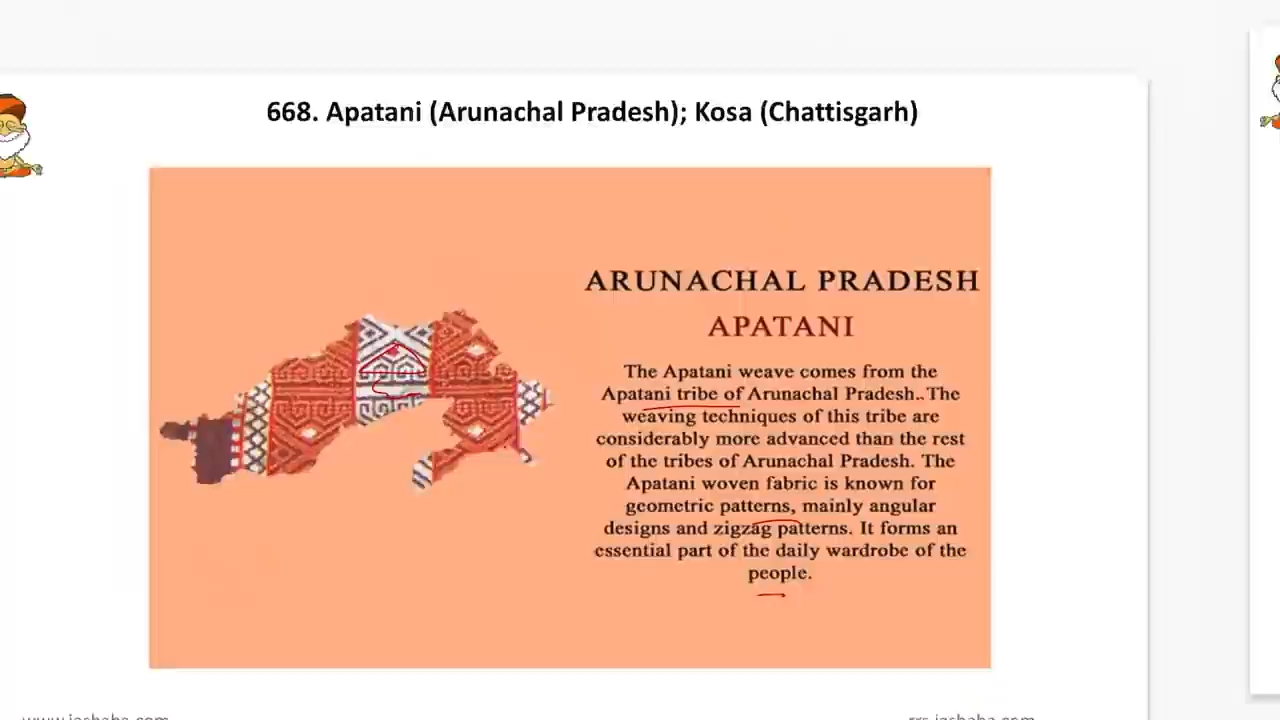 668. Apatani (Arunachal Pradesh); Kosa (Chattisgarh)
ARUNACHAL PRADESH
APATANI
The Apatani weave comes from the
Apatani tribe of Arunachal Pradesh..The
weaving techniques of this tribe are
considerably more advanced than the rest
of the tribes of Arunachal Pradesh. The
Apatani woven fabric is known for
geometric patterns, mainly angular
designs and zigzag patterns. It forms an
essential part of the daily wardrobe of the
people.